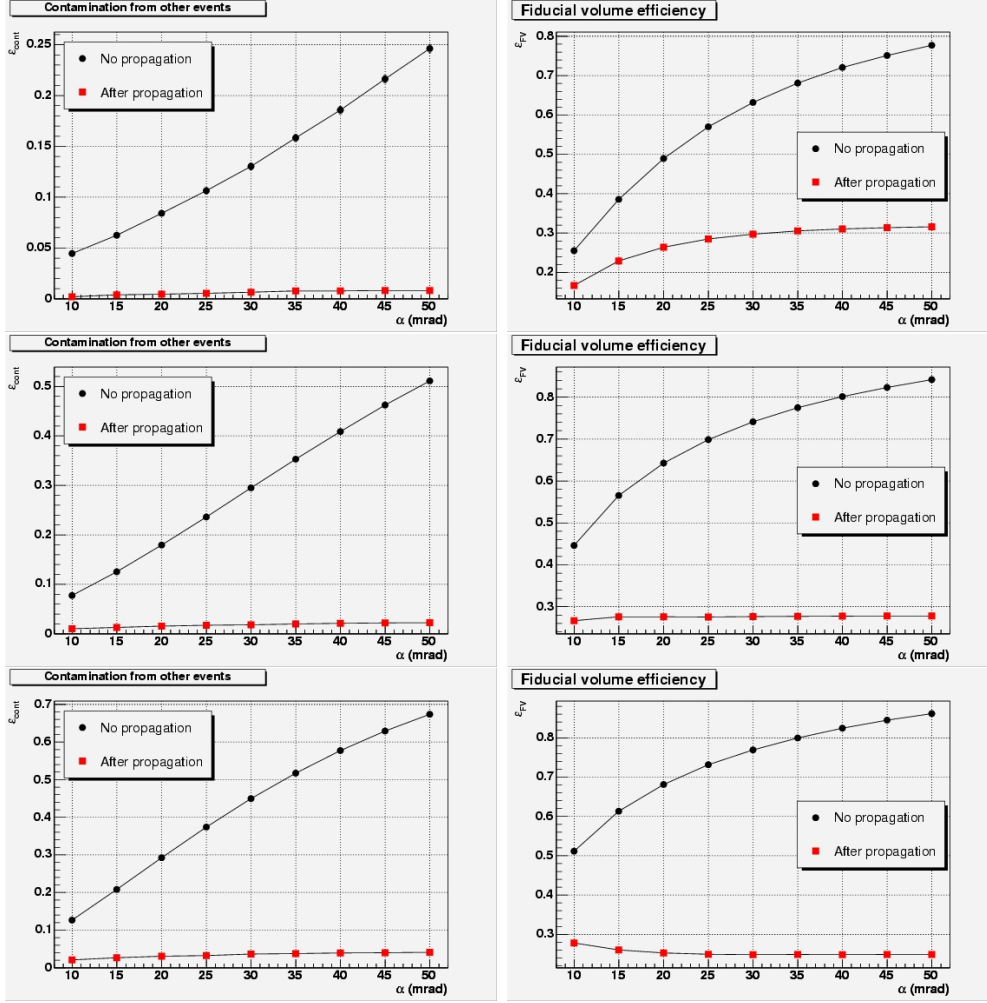 Contamination from other events
εcont
0.25
0.2
0.15
0.1
0.05
0
No propagation
After propagation
10 15 20 25 30 35 40 45 50
α (mrad)
Fiducial volume efficiency
εFV
0.8
0.7
0.6
0.5
0.4
0.3
0.2
No propagation
After propagation
10 15 20 25 30 35 40 45 50
α (mrad)
Contamination from other events
εcont
0.5
0.4
0.3
0.2
0.1
0
No propagation
After propagation
10 15 20 25 30 35 40 45 50
α (mrad)
Fiducial volume efficiency
εFV
0.8
0.7
0.6
0.5
0.4
0.3
No propagation
After propagation
10 15 20 25 30 35 40 45 50
α (mrad)
Contamination from other events
εcont
0.7
0.6
0.5
0.4
0.3
0.2
0.1
0
No propagation
After propagation
10 15 20 25 30 35 40 45 50
α (mrad)
Fiducial volume efficiency
εFV
0.8
0.7
0.6
0.5
0.4
0.3
No propagation
After propagation
10 15 20 25 30 35 40 45 50
α (mrad)